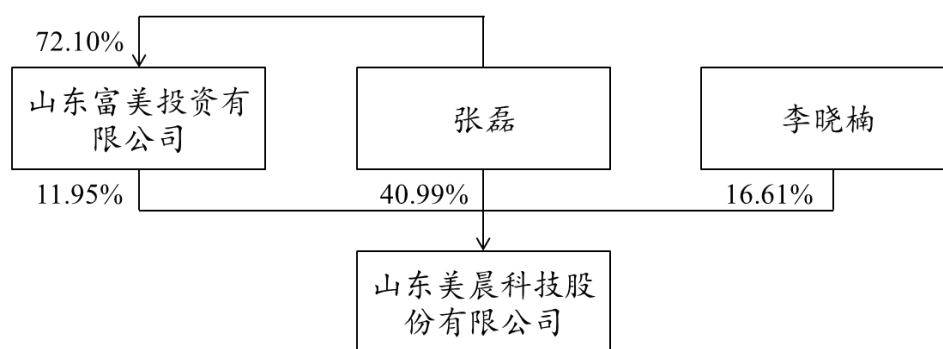 72.10%
山东富美投资有
限公司
张磊
李晓楠
11.95%
40.99%
16.61%
山东美晨科技股
份有限公司